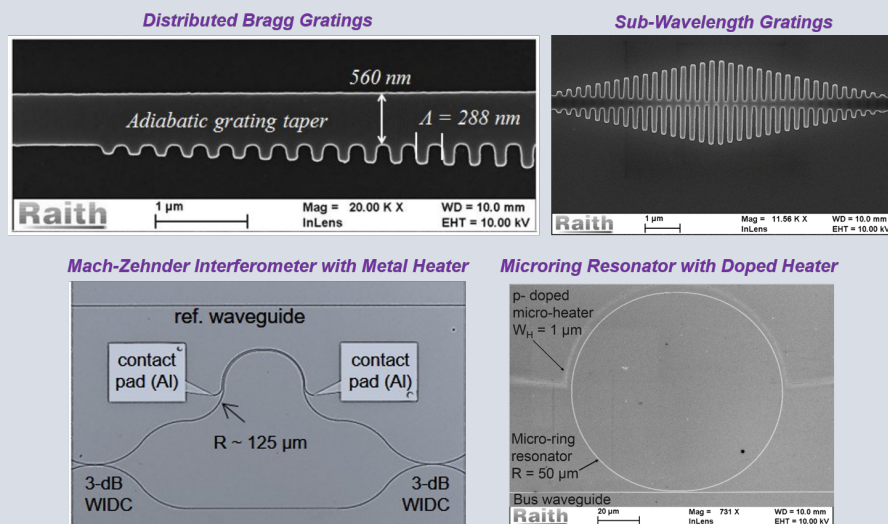 Distributed Bragg Gratings
560 nm
Adiabatic grating taper
Λ = 288 nm
Raith
1 µm
Mag = 20.00 K X
InLens
WD = 10.0 mm
EHT = 10.00 kV
Sub-Wavelength Gratings
Raith
1 µm
Mag = 11.56 K X
InLens
WD = 10.0 mm
EHT = 10.00 kV
Mach-Zehnder Interferometer with Metal Heater
ref. waveguide
contact
pad (Al)
contact
pad (Al)
R ~ 125 µm
3-dB
WIDC
3-dB
WIDC
Microring Resonator with Doped Heater
p- doped
micro-heater
W_H = 1 µm
Micro-ring
resonator
R = 50 µm
Bus waveguide
Raith
20 µm
Mag = 731 X
InLens
WD = 10.0 mm
EHT = 10.00 kV